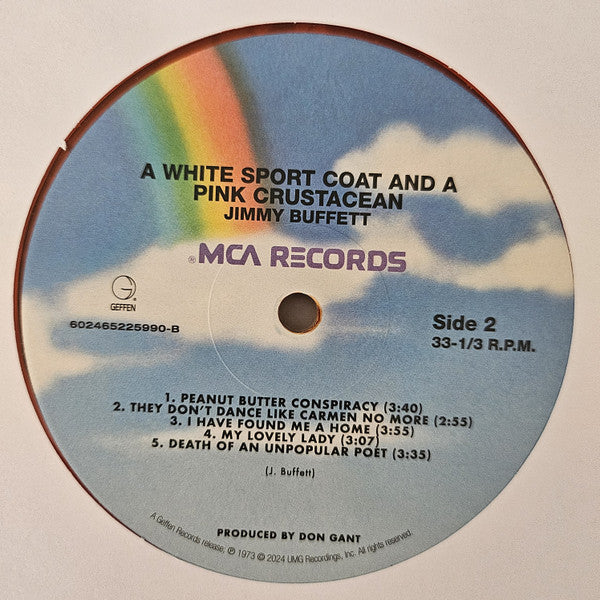 A WHITE SPORT COAT AND A
PINK CRUSTACEAN
JIMMY BUFFETT
® MCA RECORDS
G®
GEFFEN
602465225990-B
Side 2
33-1/3 R.P.M.
1. PEANUT BUTTER CONSPIRACY (3:40)
2. THEY DON'T DANCE LIKE CARMEN NO MORE (2:55)
3. I HAVE FOUND ME A HOME (3:55)
4. MY LOVELY LADY (3:07)
5. DEATH OF AN UNPOPULAR POET (3:35)
(J. Buffett)
PRODUCED BY DON GANT
A Geffen Records release; ℗ 1973 © 2024 UMG Recordings, Inc. All rights reserved.